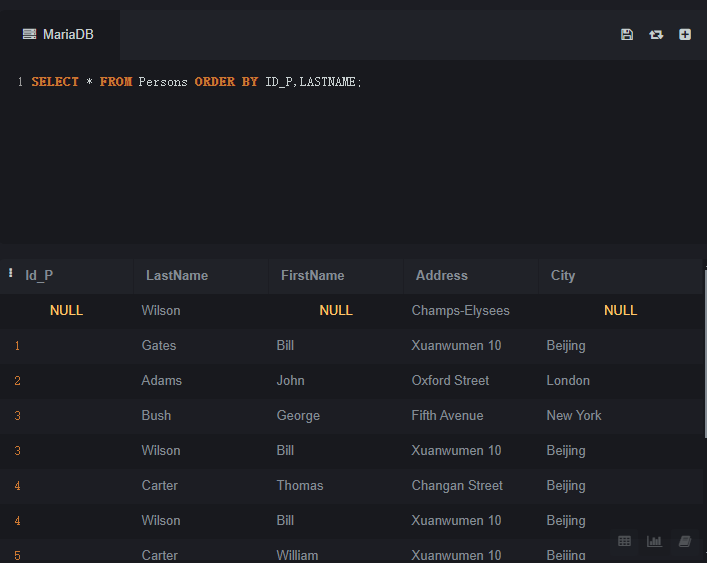 MariaDB
1 SELECT * FROM Persons ORDER BY ID_P,LASTNAME;
Id_P LastName FirstName Address City
NULL Wilson NULL Champs-Elysees NULL
1 Gates Bill Xuanwumen 10 Beijing
2 Adams John Oxford Street London
3 Bush George Fifth Avenue New York
3 Wilson Bill Xuanwumen 10 Beijing
4 Carter Thomas Changan Street Beijing
4 Wilson Bill Xuanwumen 10 Beijing
5 Carter William Xuanwumen 10 Beijing